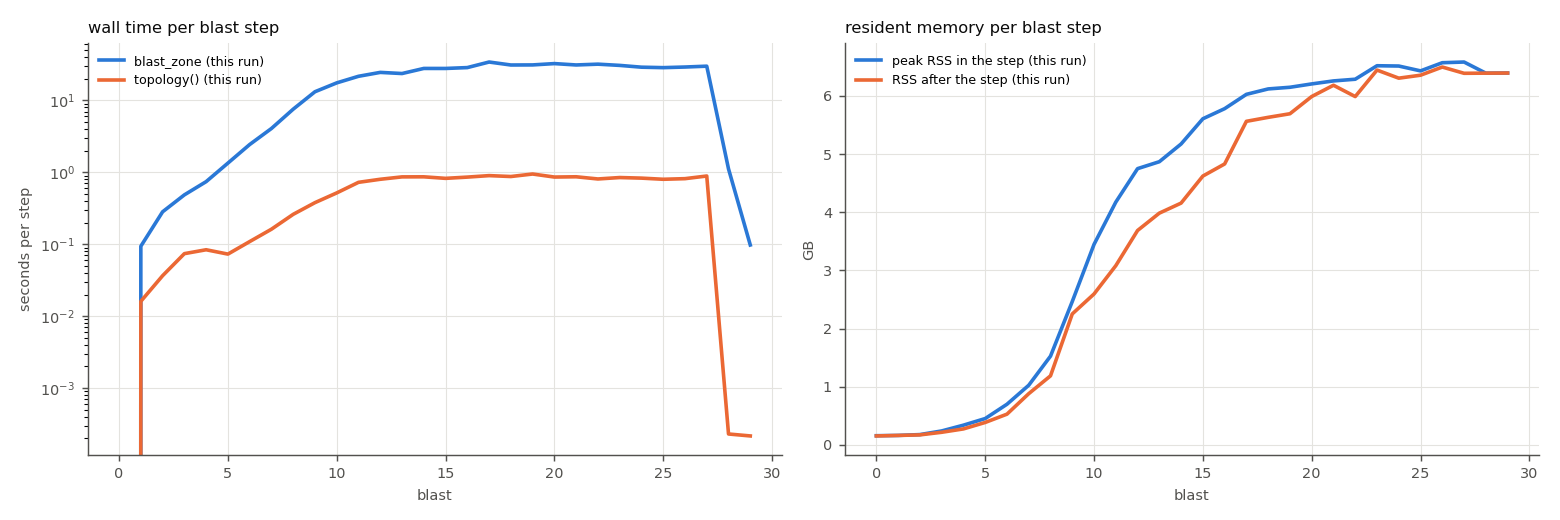 wall time per blast step
blast_zone (this run)
topology() (this run)
seconds per step
10^1
10^0
10^-1
10^-2
10^-3
0 5 10 15 20 25 30
blast
resident memory per blast step
peak RSS in the step (this run)
RSS after the step (this run)
GB
6
5
4
3
2
1
0
0 5 10 15 20 25 30
blast